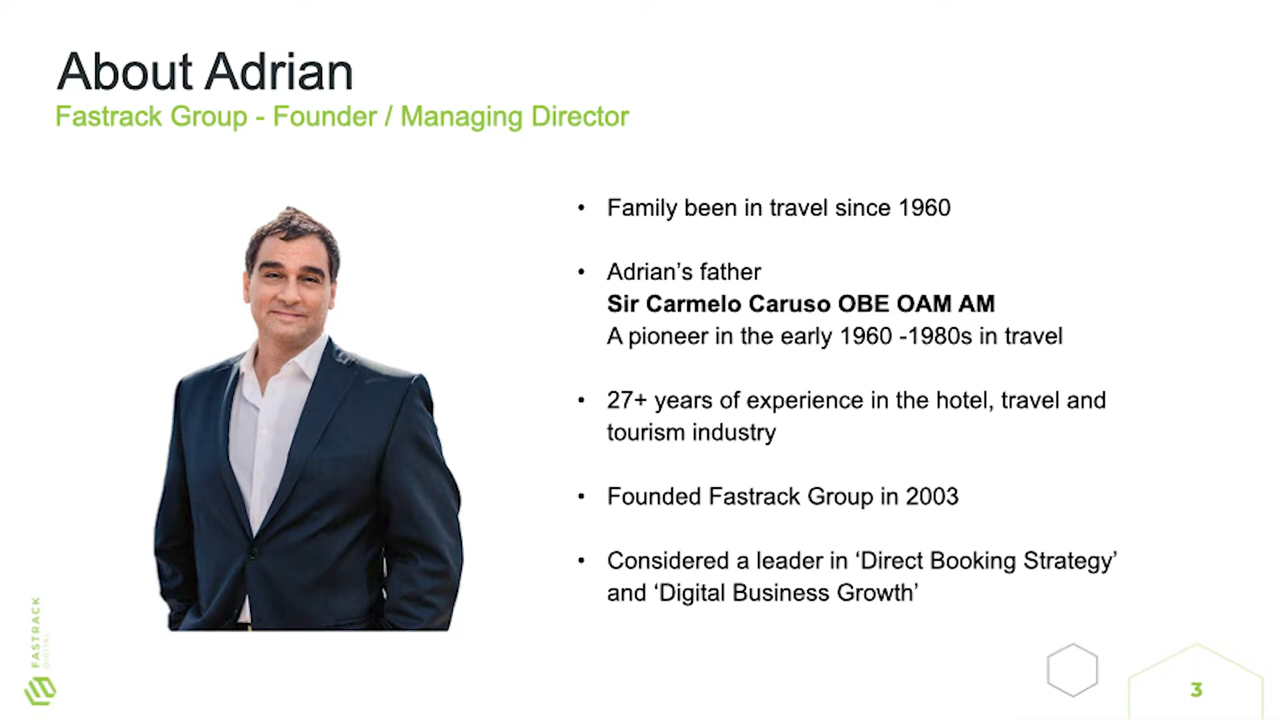 About Adrian
Fastrack Group - Founder / Managing Director
• Family been in travel since 1960
• Adrian’s father
Sir Carmelo Caruso OBE OAM AM
A pioneer in the early 1960 -1980s in travel
• 27+ years of experience in the hotel, travel and
tourism industry
• Founded Fastrack Group in 2003
• Considered a leader in ‘Direct Booking Strategy’
and ‘Digital Business Growth’
FASTRACK
DIGITAL
3